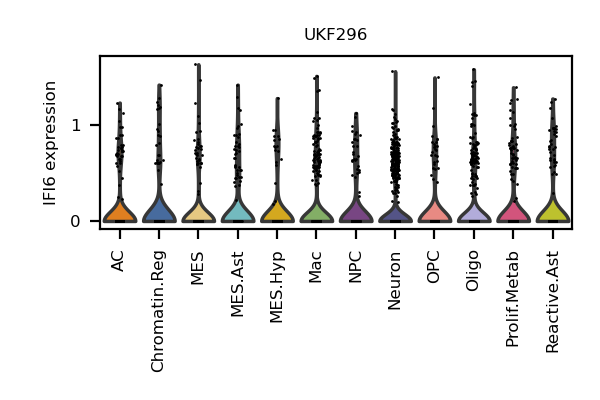 UKF296
IFI6 expression
1
0
AC
Chromatin.Reg
MES
MES.Ast
MES.Hyp
Mac
NPC
Neuron
OPC
Oligo
Prolif.Metab
Reactive.Ast